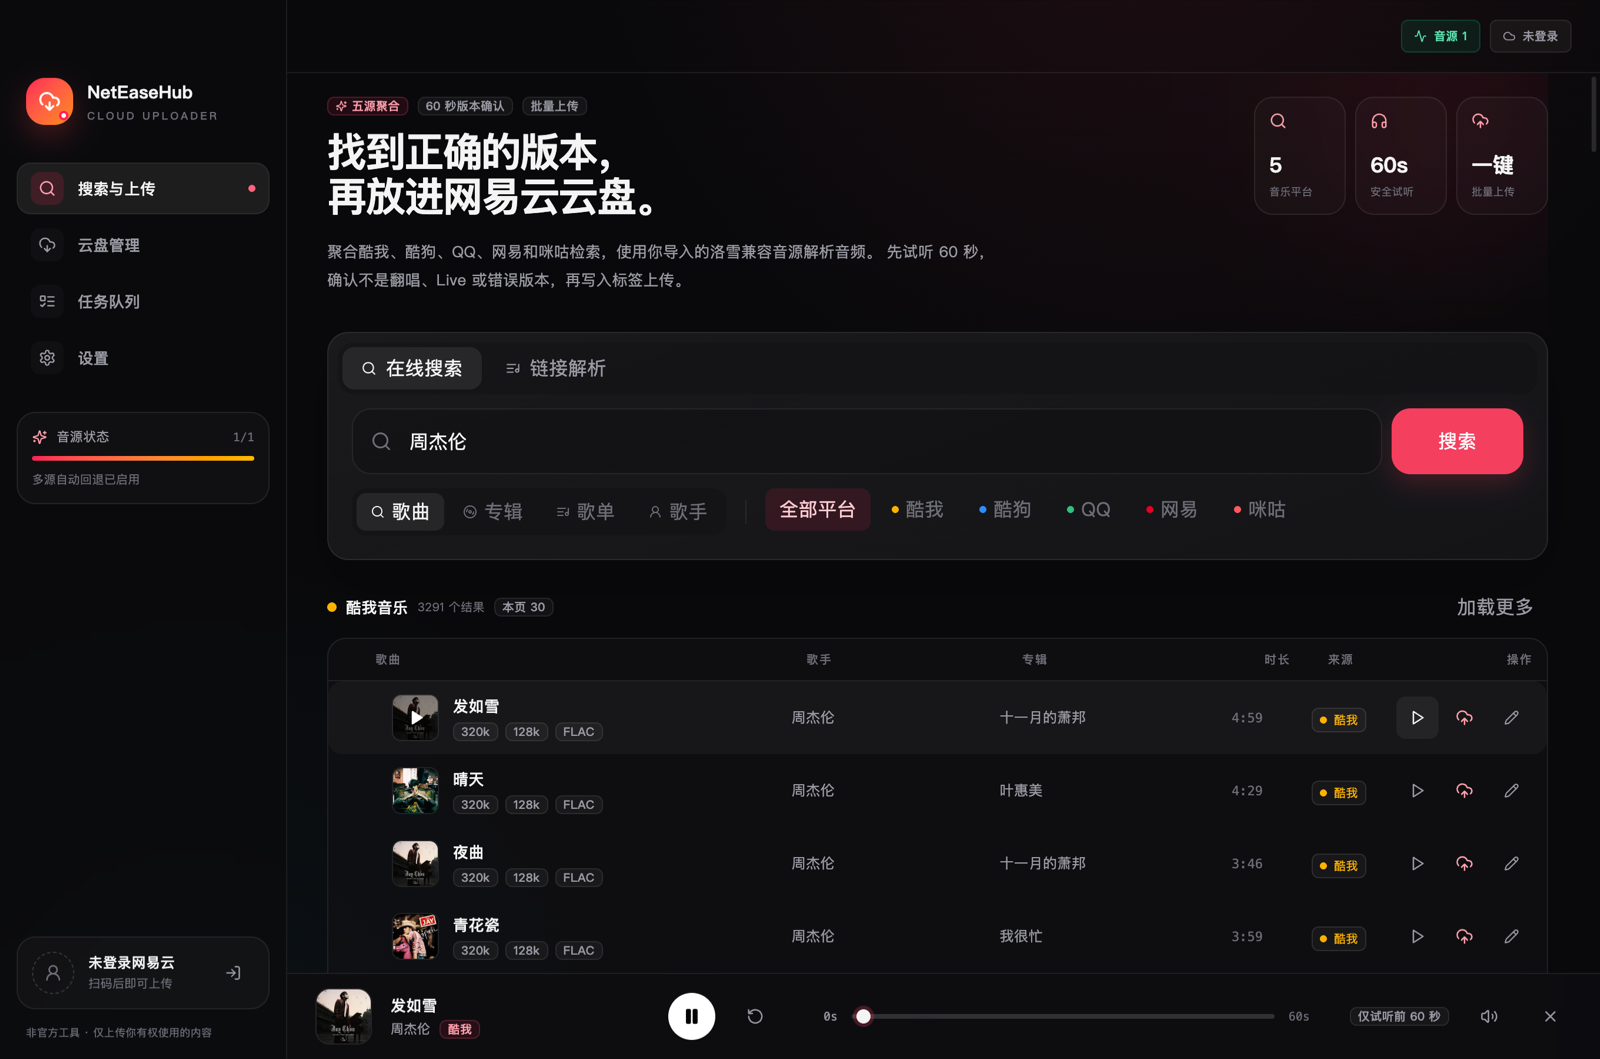 NetEaseHub
CLOUD UPLOADER
搜索与上传
云盘管理
任务队列
设置
音源状态 1/1
多源自动回退已启用
未登录网易云
扫码后即可上传
非官方工具 · 仅上传你有权使用的内容
音源 1 未登录
五源聚合 60 秒版本确认 批量上传
找到正确的版本，
再放进网易云云盘。
聚合酷我、酷狗、QQ、网易和咪咕检索，使用你导入的洛雪兼容音源解析音频。 先试听 60 秒，
确认不是翻唱、Live 或错误版本，再写入标签上传。
5
音乐平台
60s
安全试听
一键
批量上传
在线搜索 链接解析
周杰伦 搜索
歌曲 专辑 歌单 歌手 全部平台 酷我 酷狗 QQ 网易 咪咕
酷我音乐 3291 个结果 本页 30 加载更多
歌曲 歌手 专辑 时长 来源 操作
发如雪
320k 128k FLAC
周杰伦 十一月的萧邦 4:59 酷我
晴天
320k 128k FLAC
周杰伦 叶惠美 4:29 酷我
夜曲
320k 128k FLAC
周杰伦 十一月的萧邦 3:46 酷我
青花瓷
320k 128k FLAC
周杰伦 我很忙 3:59 酷我
发如雪
周杰伦 酷我
0s 60s 仅试听前 60 秒